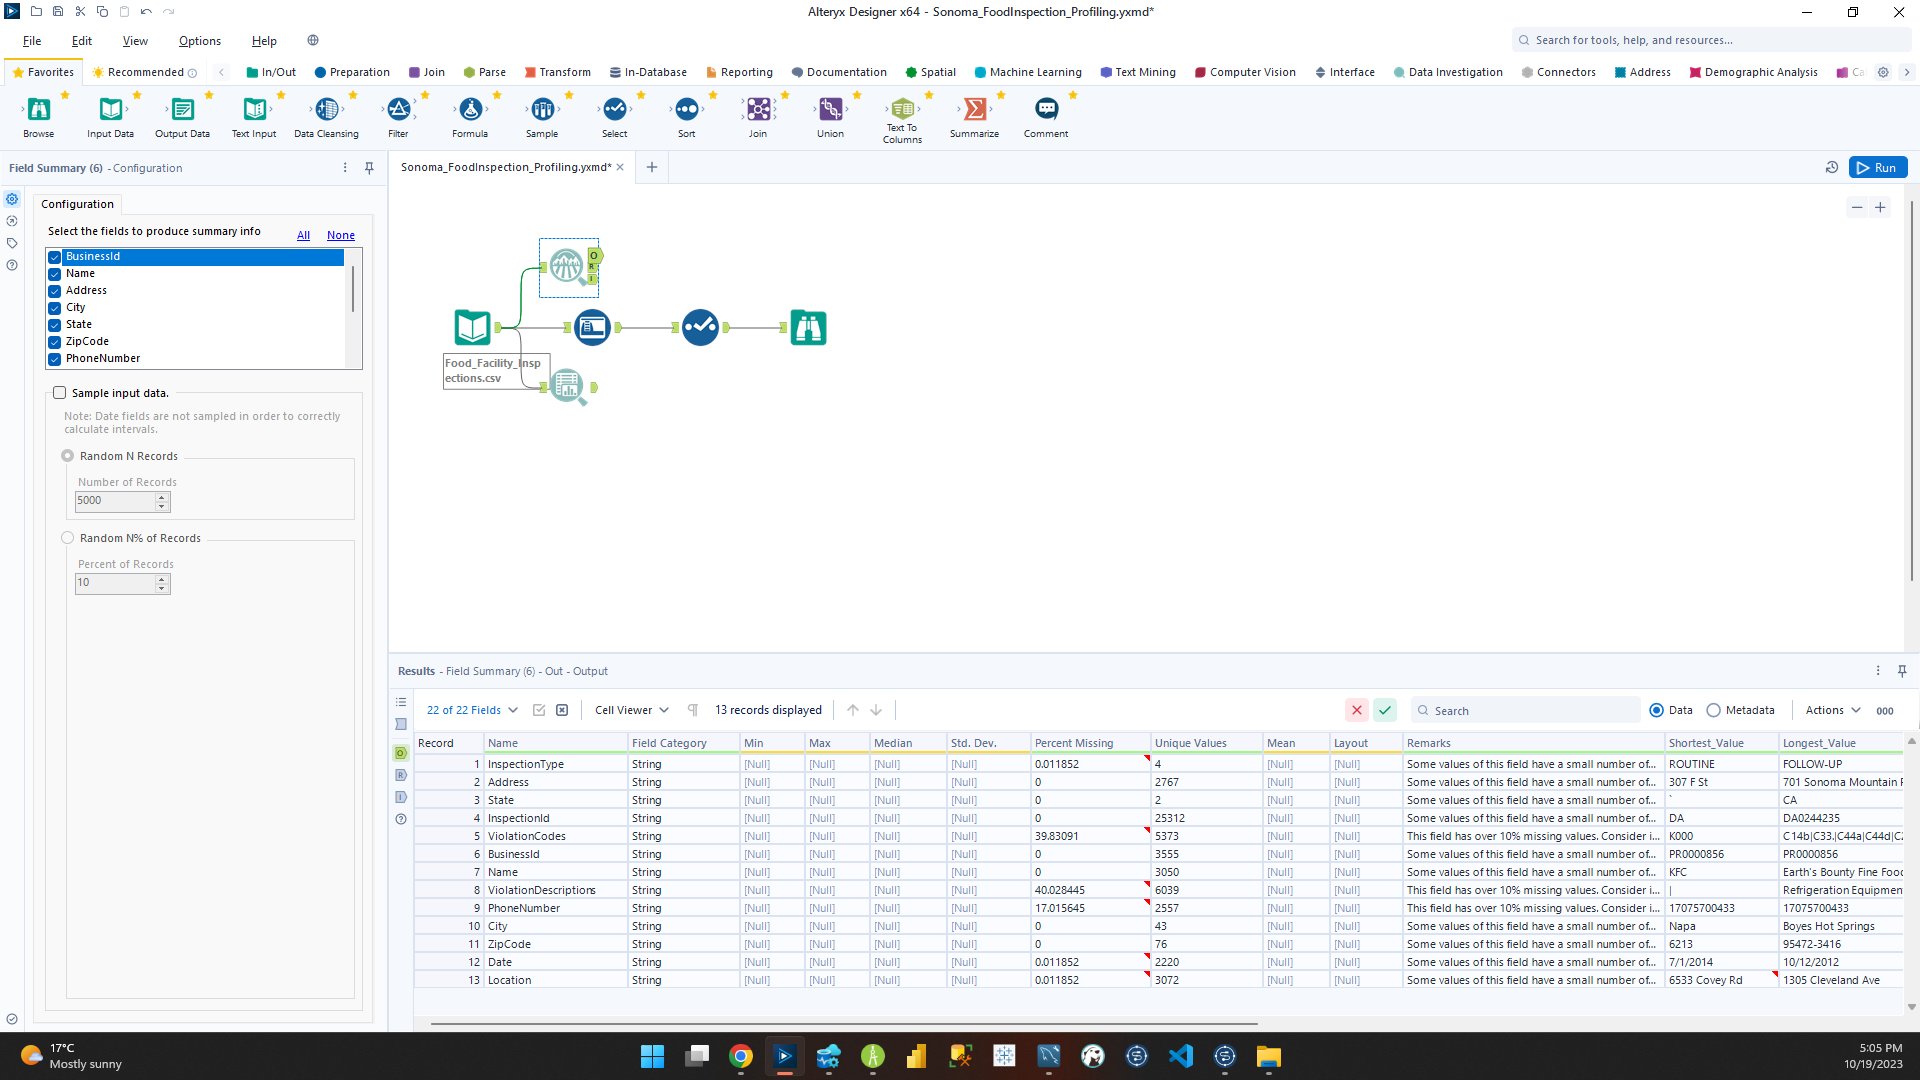 Alteryx Designer x64 - Sonoma_FoodInspection_Profiling.yxmd*
File Edit View Options Help
Search for tools, help, and resources...
Favorites Recommended In/Out Preparation Join Parse Transform In-Database Reporting Documentation Spatial Machine Learning Text Mining Computer Vision Interface Data Investigation Connectors Address Demographic Analysis Ca
Browse Input Data Output Data Text Input Data Cleansing Filter Formula Sample Select Sort Join Union Text To Columns Summarize Comment
Field Summary (6) - Configuration
Sonoma_FoodInspection_Profiling.yxmd*
Run
Configuration
Select the fields to produce summary info All None
BusinessId
Name
Address
City
State
ZipCode
PhoneNumber
Sample input data.
Note: Date fields are not sampled in order to correctly
calculate intervals.
Random N Records
Number of Records
5000
Random N% of Records
Percent of Records
10
O
R
I
Food_Facility_Insp
ections.csv
Results - Field Summary (6) - Out - Output
22 of 22 Fields Cell Viewer 13 records displayed Search Data Metadata Actions 000
Record Name Field Category Min Max Median Std. Dev. Percent Missing Unique Values Mean Layout Remarks Shortest_Value Longest_Value
1 InspectionType String [Null] [Null] [Null] [Null] 0.011852 4 [Null] [Null] Some values of this field have a small number of... ROUTINE FOLLOW-UP
2 Address String [Null] [Null] [Null] [Null] 0 2767 [Null] [Null] Some values of this field have a small number of... 307 F St 701 Sonoma Mountain
3 State String [Null] [Null] [Null] [Null] 0 2 [Null] [Null] Some values of this field have a small number of... ` CA
4 InspectionId String [Null] [Null] [Null] [Null] 0 25312 [Null] [Null] Some values of this field have a small number of... DA DA0244235
5 ViolationCodes String [Null] [Null] [Null] [Null] 39.83091 5373 [Null] [Null] This field has over 10% missing values. Consider i... K000 C14b|C33.|C44a|C44d|C
6 BusinessId String [Null] [Null] [Null] [Null] 0 3555 [Null] [Null] Some values of this field have a small number of... PR0000856 PR0000856
7 Name String [Null] [Null] [Null] [Null] 0 3050 [Null] [Null] Some values of this field have a small number of... KFC Earth's Bounty Fine Food
8 ViolationDescriptions String [Null] [Null] [Null] [Null] 40.028445 6039 [Null] [Null] This field has over 10% missing values. Consider i... | Refrigeration Equipmen
9 PhoneNumber String [Null] [Null] [Null] [Null] 17.015645 2557 [Null] [Null] This field has over 10% missing values. Consider i... 17075700433 17075700433
10 City String [Null] [Null] [Null] [Null] 0 43 [Null] [Null] Some values of this field have a small number of... Napa Boyes Hot Springs
11 ZipCode String [Null] [Null] [Null] [Null] 0 76 [Null] [Null] Some values of this field have a small number of... 6213 95472-3416
12 Date String [Null] [Null] [Null] [Null] 0.011852 2220 [Null] [Null] Some values of this field have a small number of... 7/1/2014 10/12/2012
13 Location String [Null] [Null] [Null] [Null] 0.011852 3072 [Null] [Null] Some values of this field have a small number of... 6533 Covey Rd 1305 Cleveland Ave
17°C
Mostly sunny
5:05 PM
10/19/2023